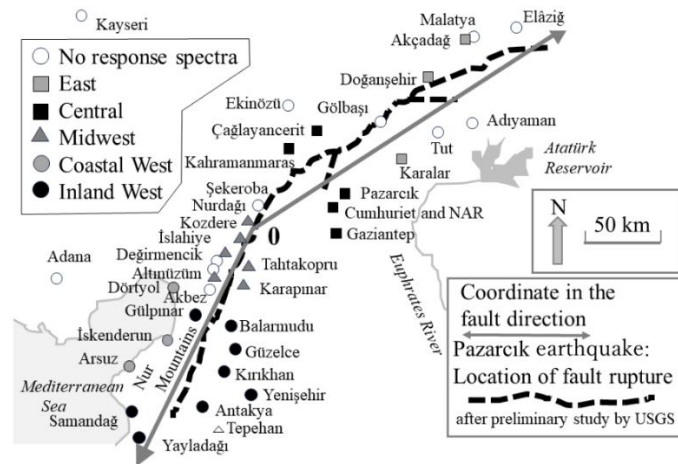 Kayseri
No response spectra
East
Central
Midwest
Coastal West
Inland West
Malatya
Elâzığ
Akçadağ
Doğanşehir
Ekinözü
Gölbaşı
Çağlayancerit
Adıyaman
Tut
Kahramanmaraş
Karalar
Atatürk
Reservoir
Şekeroba
Nurdağı
Pazarcık
Kozdere
Cumhuriet and NAR
İslahiye
0
Gaziantep
N
50 km
Adana
Değirmencik
Altınüzüm
Tahtakopru
Dörtyol
Akbez
Karapınar
Gülpınar
Euphrates River
Coordinate in the
fault direction
Pazarcık earthquake:
Location of fault rupture
after preliminary study by USGS
İskenderun
Balarmudu
Arsuz
Nur
Mountains
Güzelce
Kırıkhan
Mediterranean
Sea
Yenişehir
Samandağ
Antakya
Tepehan
Yayladağı